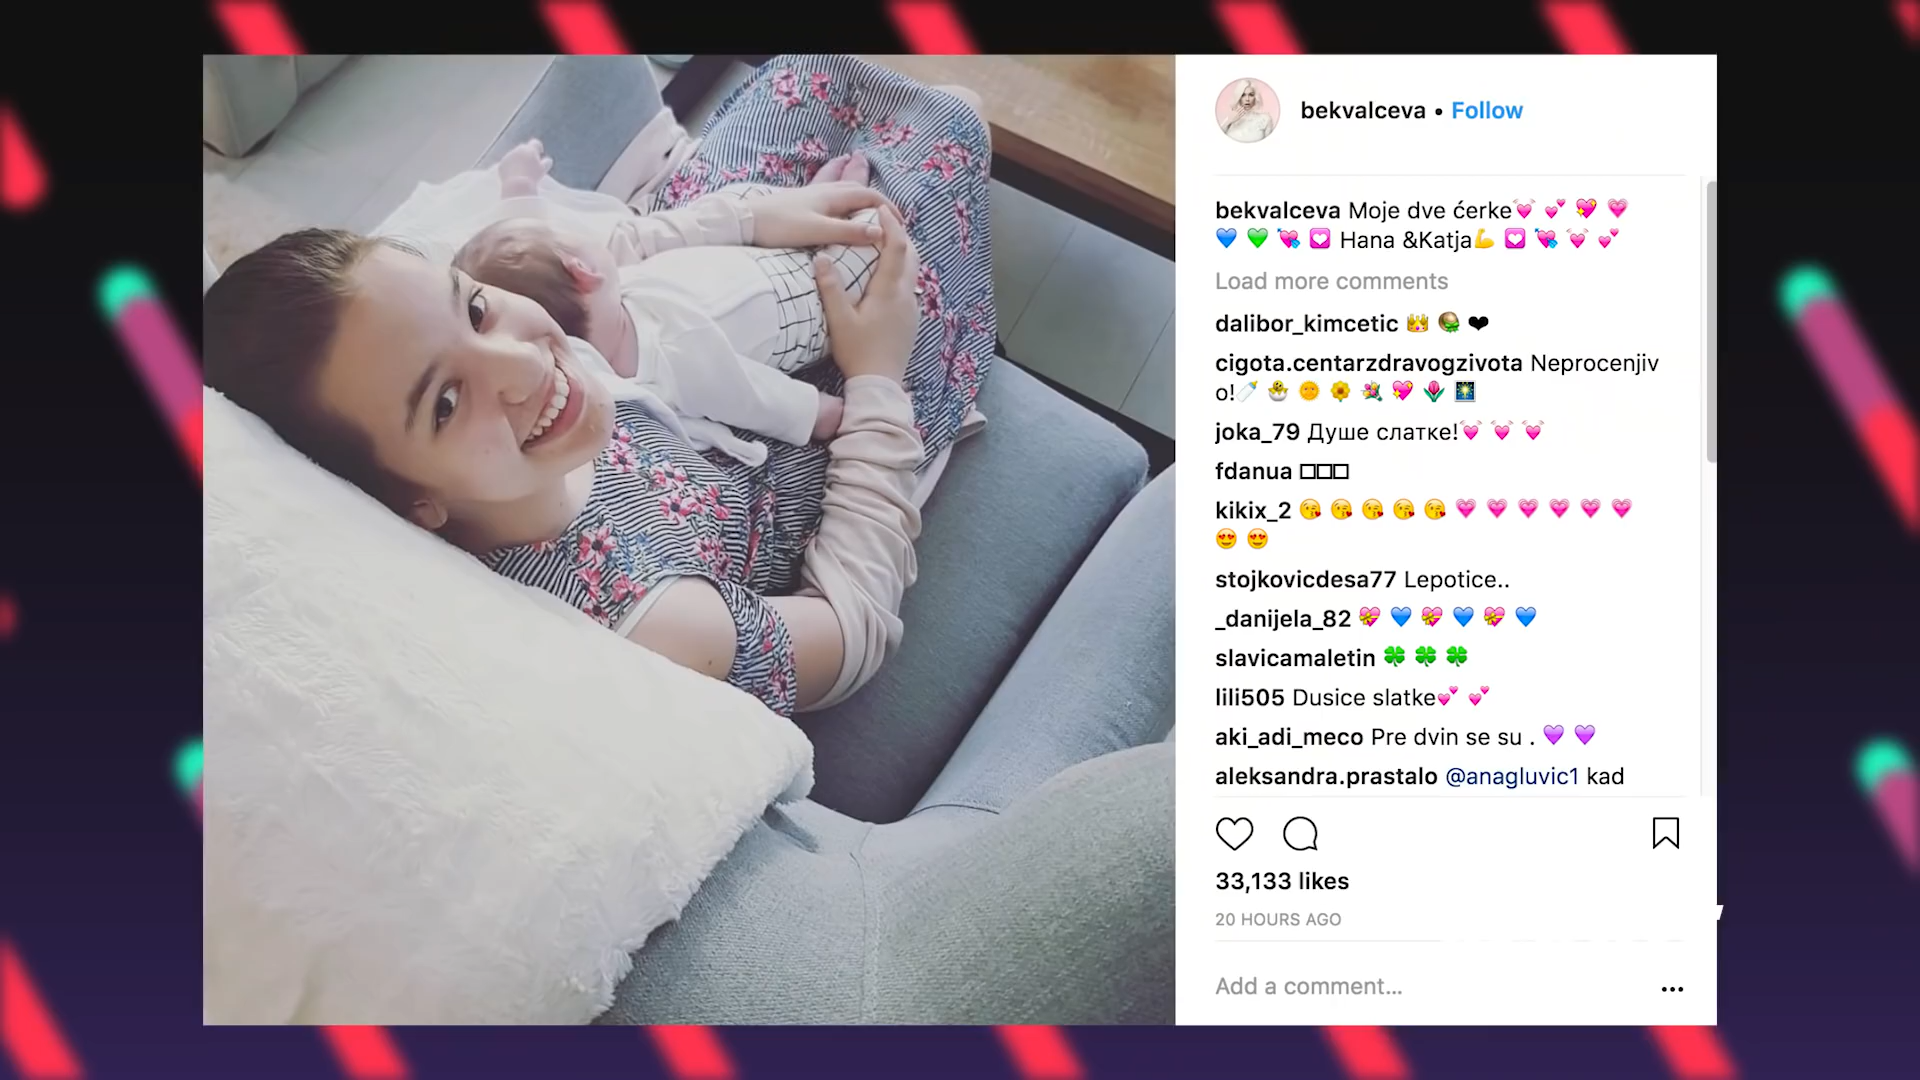 bekvalceva • Follow
bekvalceva Moje dve ćerke💓 💕 💖 💗
💙 💚 💘 💟 Hana &Katja💪 💟 💘 💓 💕
Load more comments
dalibor_kimcetic 👑 🥥 ❤
cigota.centarzdravogzivota Neprocenjiv
o!🍼 🐣 🌞 🌼 💐 💖 🌷 🎇
joka_79 Душе слатке!💓 💓 💓
fdanua □□□
kikix_2 😘 😘 😘 😘 😘 💗 💗 💗 💗 💗 💗
😍 😍
stojkovicdesa77 Lepotice..
_danijela_82 💝 💙 💝 💙 💝 💙
slavicamaletin 🍀 🍀 🍀
lili505 Dusice slatke💕 💕
aki_adi_meco Pre dvin se su . 💜 💜
aleksandra.prastalo @anagluvic1 kad
33,133 likes
20 HOURS AGO
Add a comment...